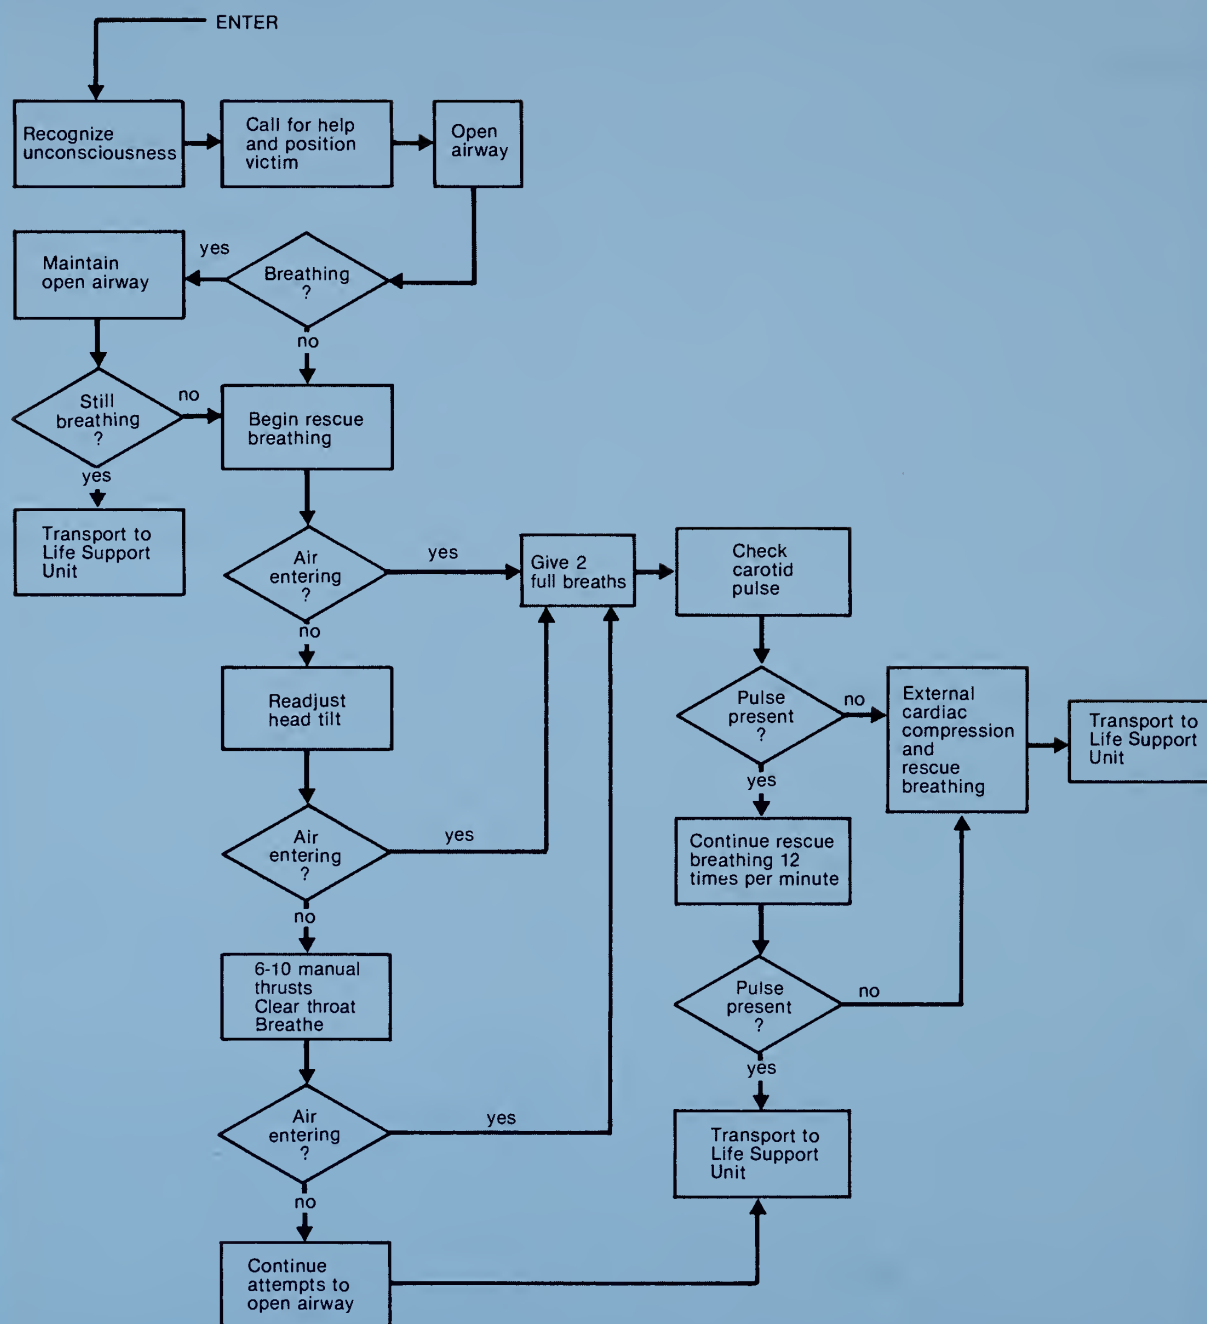 ENTER
Recognize
unconsciousness
Call for help
and position
victim
Open
airway
Maintain
open airway
yes
Breathing
?
no
Still
breathing
?
no
yes
Begin rescue
breathing
Transport to
Life Support
Unit
Air
entering
?
yes
no
Give 2
full breaths
Check
carotid
pulse
Readjust
head tilt
Pulse
present
?
no
yes
External
cardiac
compression
and
rescue
breathing
Transport to
Life Support
Unit
Air
entering
?
yes
no
Continue rescue
breathing 12
times per minute
6-10 manual
thrusts
Clear throat
Breathe
Pulse
present
?
no
yes
Air
entering
?
yes
no
Transport to
Life Support
Unit
Continue
attempts to
open airway